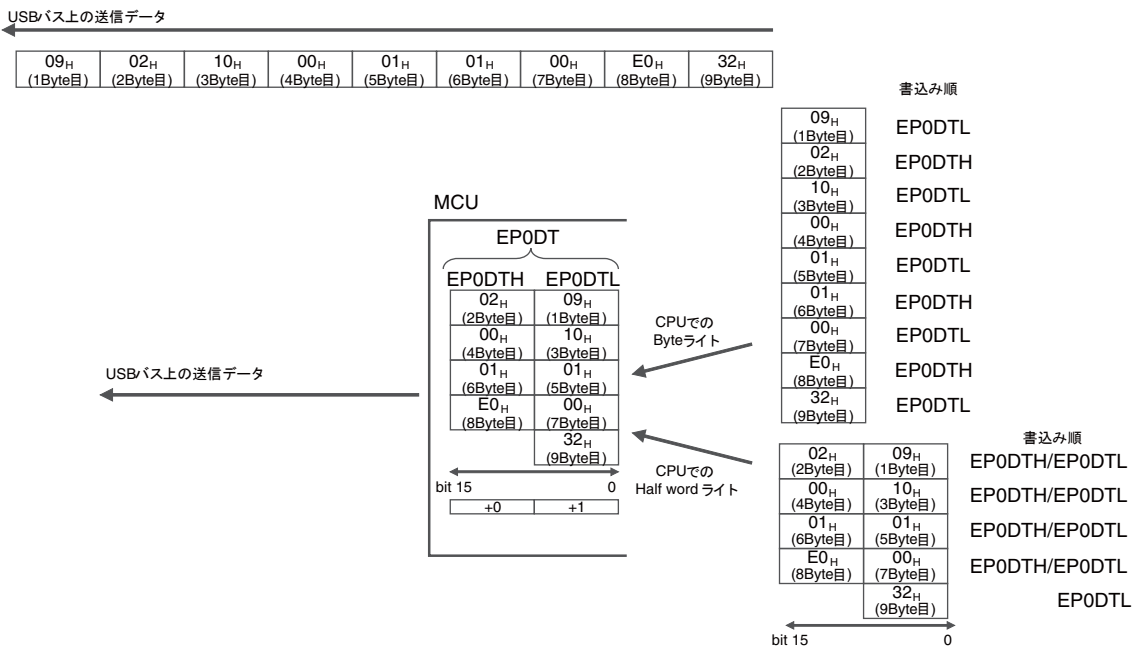 USBバス上の送信データ
09H 02H 10H 00H 01H 01H 00H E0H 32H
(1Byte目) (2Byte目) (3Byte目) (4Byte目) (5Byte目) (6Byte目) (7Byte目) (8Byte目) (9Byte目)
書込み順
09H
(1Byte目)
EP0DTL
02H
(2Byte目)
EP0DTH
10H
(3Byte目)
EP0DTL
00H
(4Byte目)
EP0DTH
01H
(5Byte目)
EP0DTL
01H
(6Byte目)
EP0DTH
00H
(7Byte目)
EP0DTL
E0H
(8Byte目)
EP0DTH
32H
(9Byte目)
EP0DTL
MCU
EP0DT
EP0DTH EP0DTL
02H 09H
(2Byte目) (1Byte目)
00H 10H
(4Byte目) (3Byte目)
01H 01H
(6Byte目) (5Byte目)
E0H 00H
(8Byte目) (7Byte目)
32H
(9Byte目)
bit 15 0
+0 +1
CPUでの
Byteライト
USBバス上の送信データ
CPUでの
Half word ライト
書込み順
02H 09H
(2Byte目) (1Byte目)
EP0DTH/EP0DTL
00H 10H
(4Byte目) (3Byte目)
EP0DTH/EP0DTL
01H 01H
(6Byte目) (5Byte目)
EP0DTH/EP0DTL
E0H 00H
(8Byte目) (7Byte目)
EP0DTH/EP0DTL
32H
(9Byte目)
EP0DTL
bit 15 0